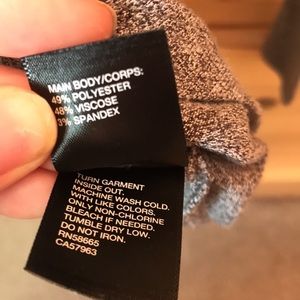 MAIN BODY/CORPS:
49% POLYESTER
48% VISCOSE
3% SPANDEX
TURN GARMENT
INSIDE OUT.
MACHINE WASH COLD.
WITH LIKE COLORS.
ONLY NON-CHLORINE
BLEACH IF NEEDED.
TUMBLE DRY LOW.
DO NOT IRON.
RN58665
CA57963